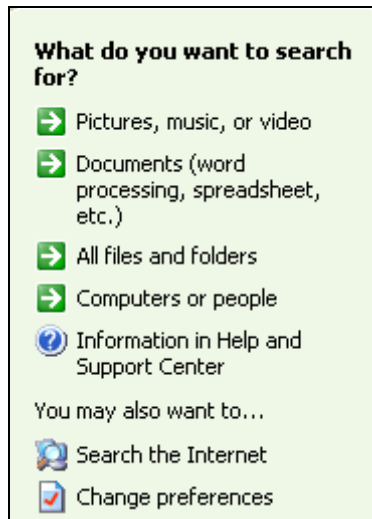 What do you want to search
for?
Pictures, music, or video
Documents (word
processing, spreadsheet,
etc.)
All files and folders
Computers or people
Information in Help and
Support Center
You may also want to...
Search the Internet
Change preferences